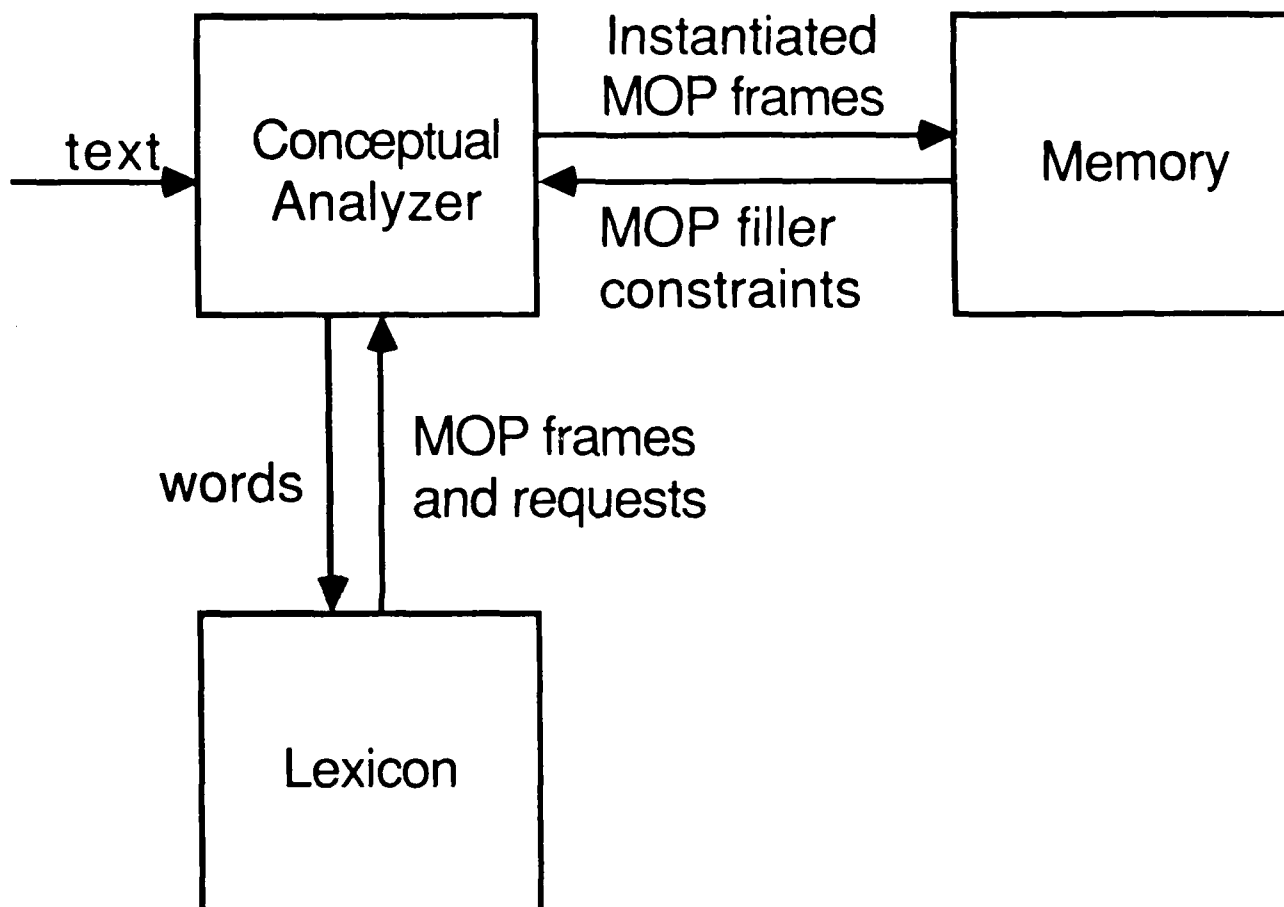 Instantiated
MOP frames
text
Conceptual
Analyzer
Memory
MOP filler
constraints
MOP frames
and requests
words
Lexicon